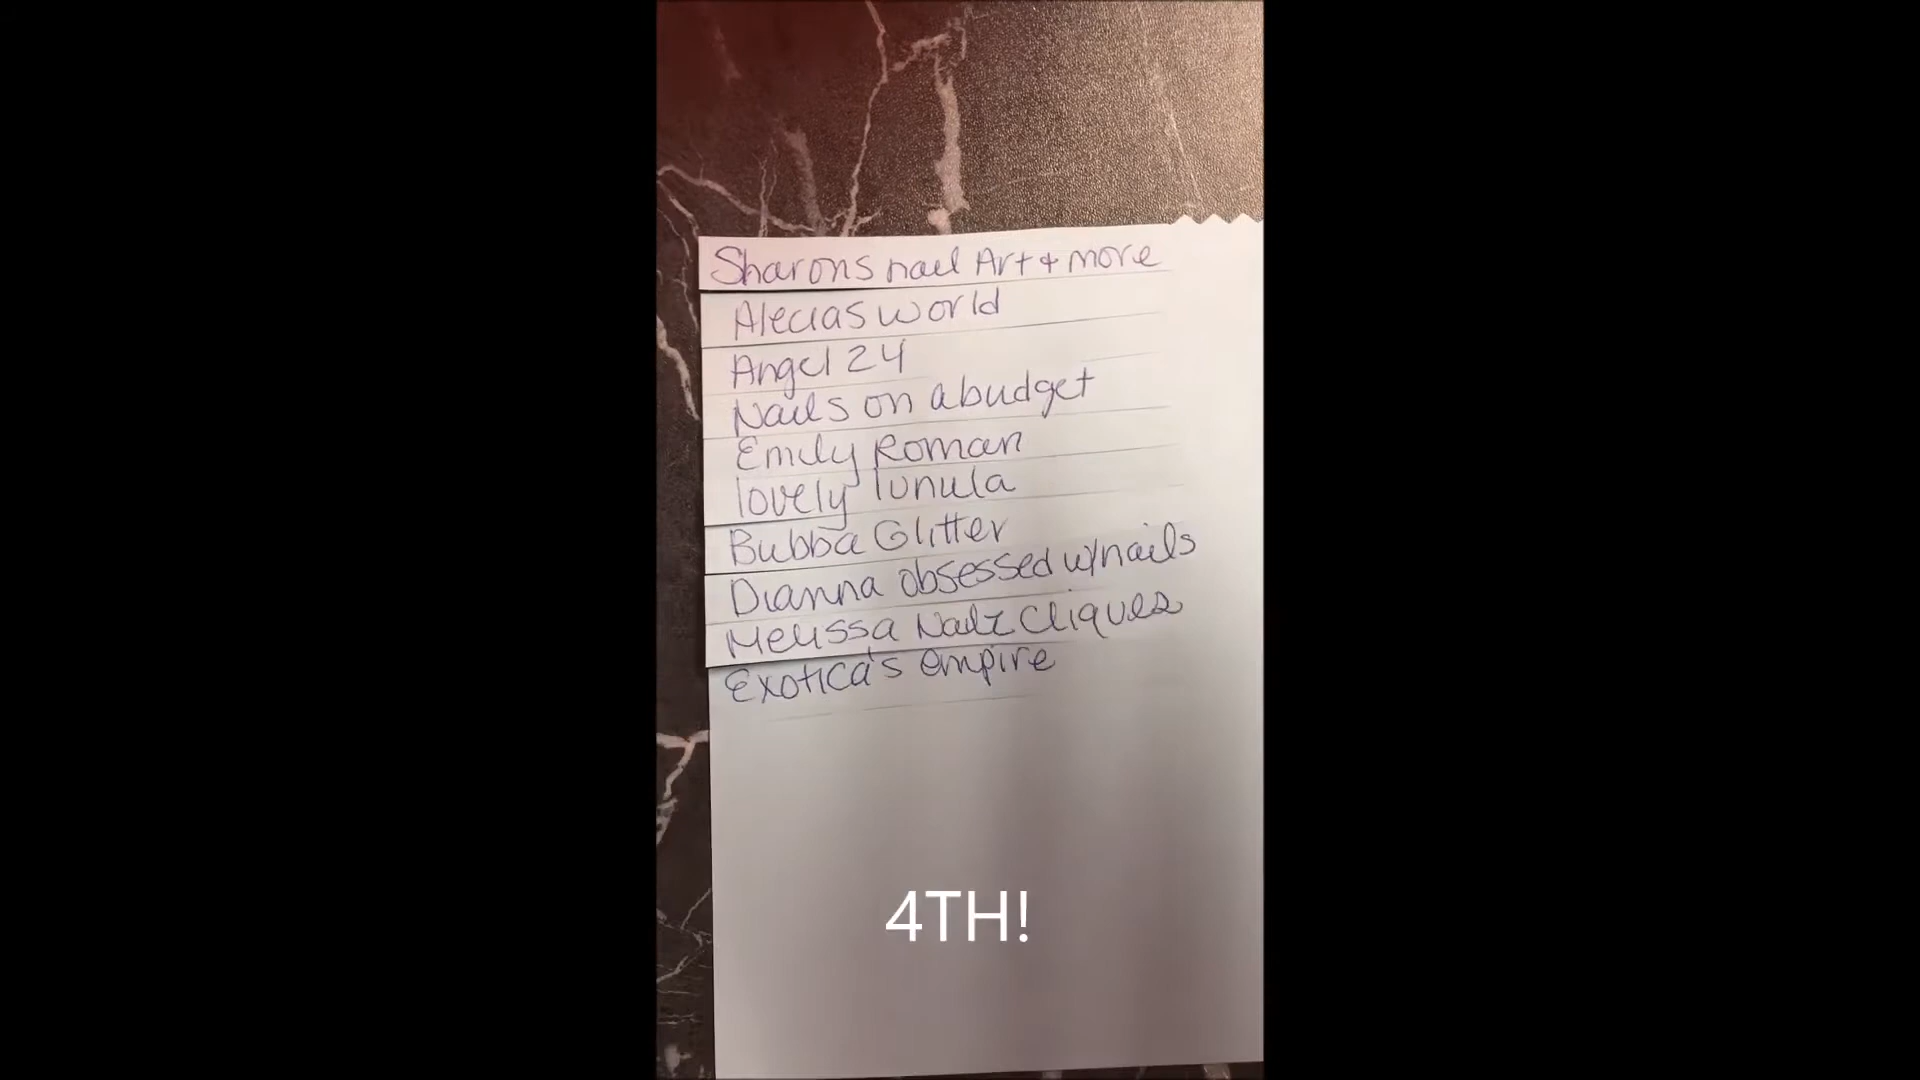 Sharons nail Art + more
Alecias world
Angel 24
Nails on a budget
Emily Roman
lovely lunula
Bubba Glitter
Dianna obsessed w/nails
Melissa Nailz Cliques
Exotica's empire
4TH!